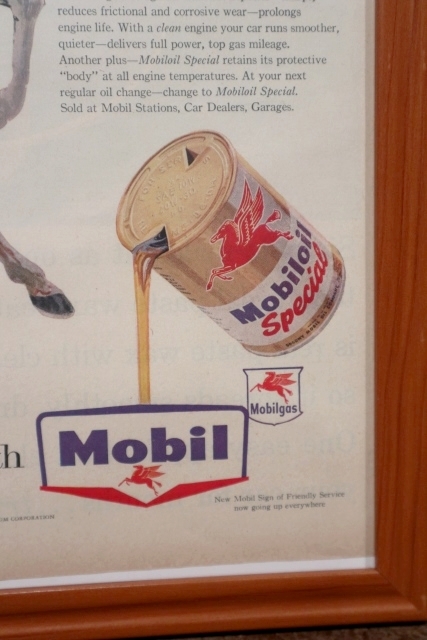 reduces frictional and corrosive wear—prolongs
engine life. With a clean engine your car runs smoother,
quieter—delivers full power, top gas mileage.
Another plus—Mobiloil Special retains its protective
"body" at all engine temperatures. At your next
regular oil change—change to Mobiloil Special.
Sold at Mobil Stations, Car Dealers, Garages.
Mobiloil
Special
Mobilgas
Mobil
th
New Mobil Sign of Friendly Service
now going up everywhere
CORPORATION